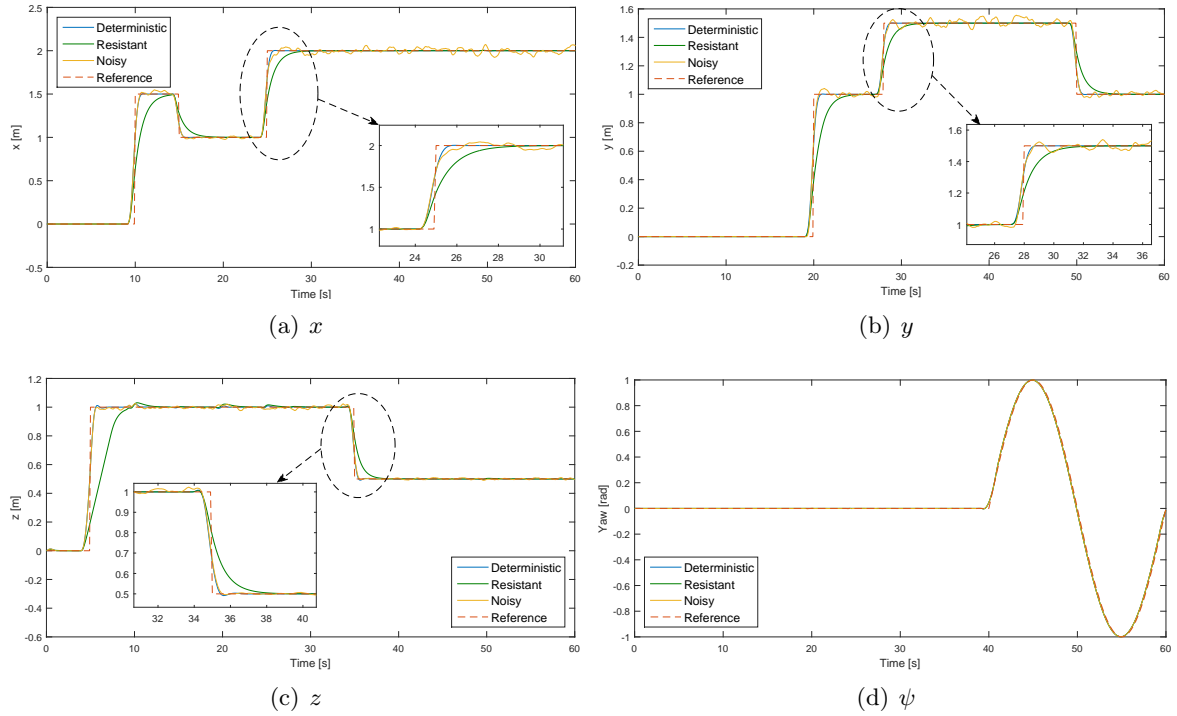 2.5
2
1.5
1
0.5
0
-0.5
x [m]
Deterministic
Resistant
Noisy
Reference
2
1.5
1
24 26 28 30
0 10 20 30 40 50 60
Time [s]
(a) x
1.6
1.4
1.2
1
0.8
0.6
0.4
0.2
0
-0.2
y [m]
Deterministic
Resistant
Noisy
Reference
1.6
1.4
1.2
1
26 28 30 32 34 36
0 10 20 30 40 50 60
Time [s]
(b) y
1.2
1
0.8
0.6
0.4
0.2
0
-0.2
-0.4
-0.6
z [m]
1
0.9
0.8
0.7
0.6
0.5
32 34 36 38 40
Deterministic
Resistant
Noisy
Reference
0 10 20 30 40 50 60
Time [s]
(c) z
1
0.8
0.6
0.4
0.2
0
-0.2
-0.4
-0.6
-0.8
-1
Yaw [rad]
Deterministic
Resistant
Noisy
Reference
0 10 20 30 40 50 60
Time [s]
(d) ψ